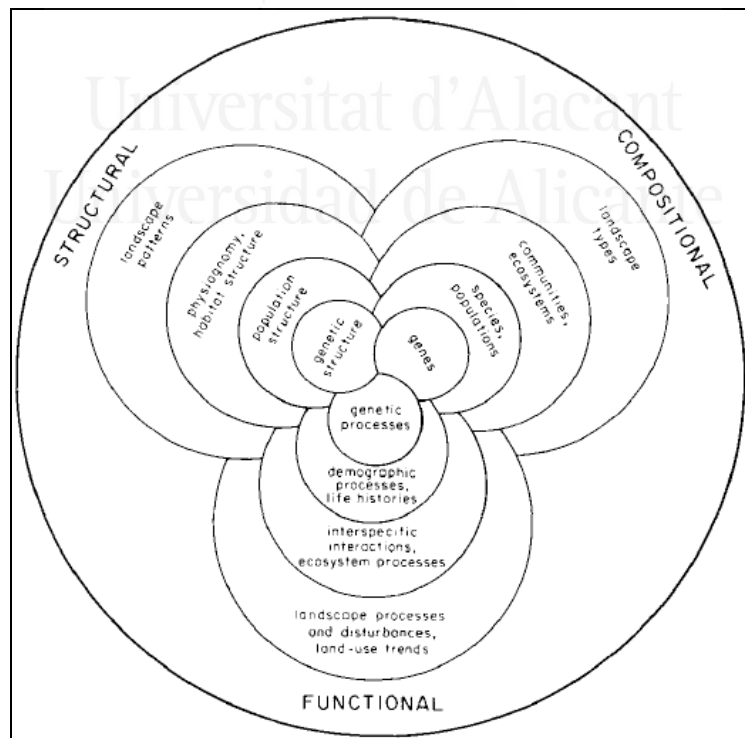 Universitat d'Alacant
Universidad de Alicante
STRUCTURAL
COMPOSITIONAL
FUNCTIONAL
landscape
patterns
physiognomy,
habitat structure
population
structure
genetic
structure
landscape
types
communities,
ecosystems
species,
populations
genes
genetic
processes
demographic
processes,
life histories
interspecific
interactions,
ecosystem processes
landscape processes
and disturbances,
land-use trends